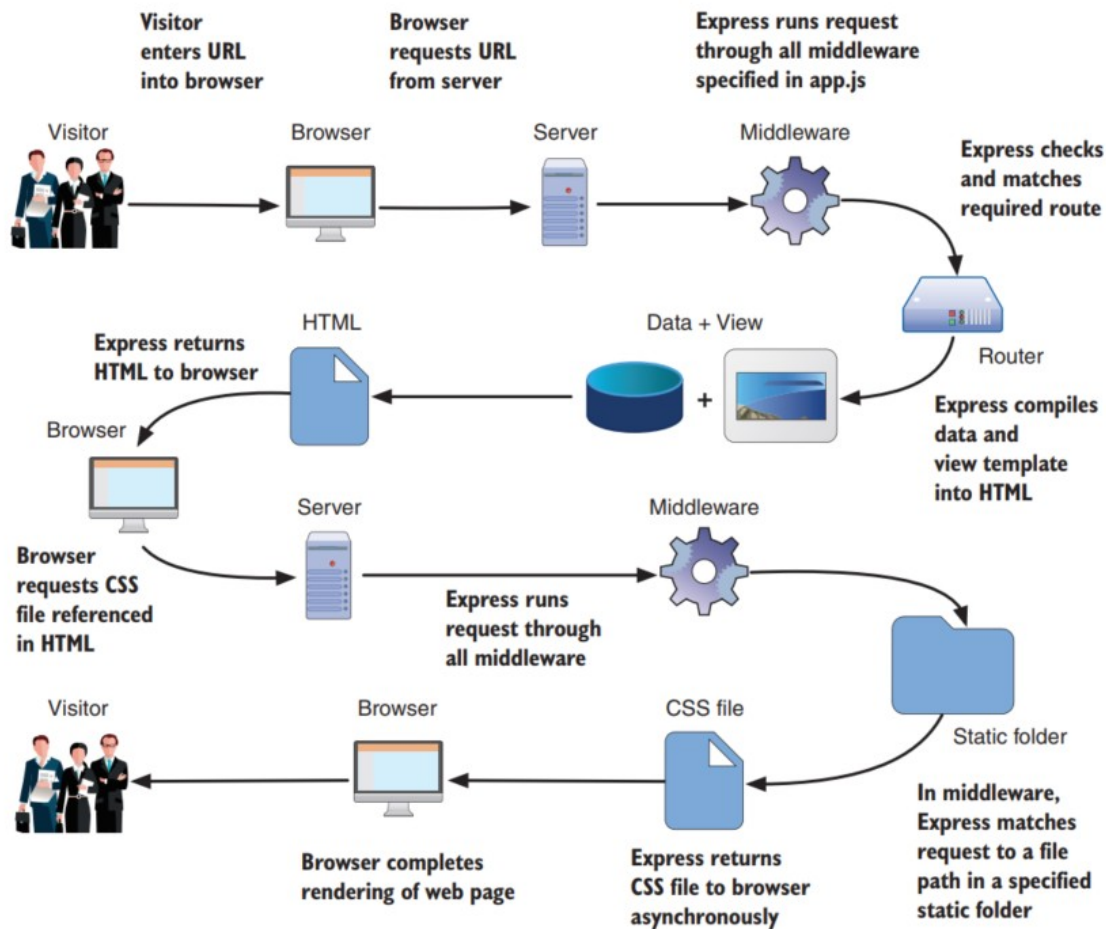 Visitor
enters URL
into browser
Browser
requests URL
from server
Express runs request
through all middleware
specified in app.js
Visitor
Browser
Server
Middleware
Express checks
and matches
required route
Router
Express compiles
data and
view template
into HTML
Data + View
+
HTML
Express returns
HTML to browser
Browser
Browser
requests CSS
file referenced
in HTML
Server
Express runs
request through
all middleware
Middleware
Static folder
In middleware,
Express matches
request to a file
path in a specified
static folder
CSS file
Express returns
CSS file to browser
asynchronously
Browser
Browser completes
rendering of web page
Visitor